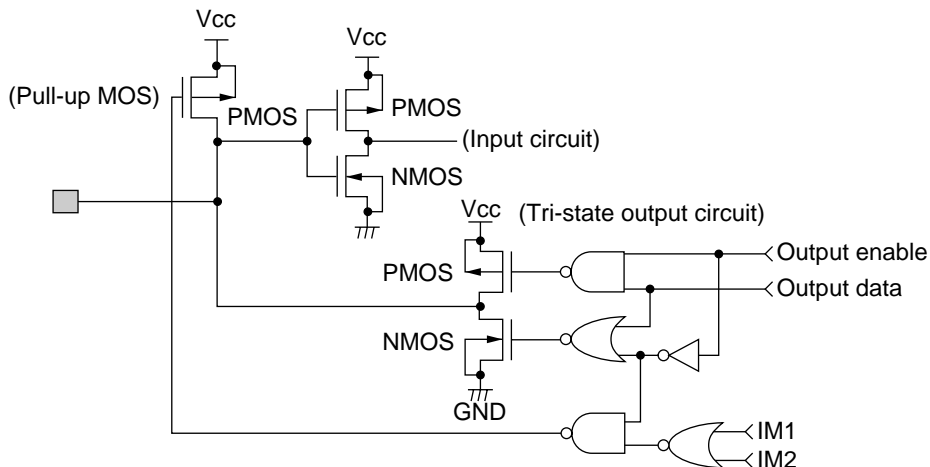 Vcc
Vcc
(Pull-up MOS)
PMOS
PMOS
(Input circuit)
NMOS
Vcc
(Tri-state output circuit)
Output enable
PMOS
Output data
NMOS
GND
IM1
IM2